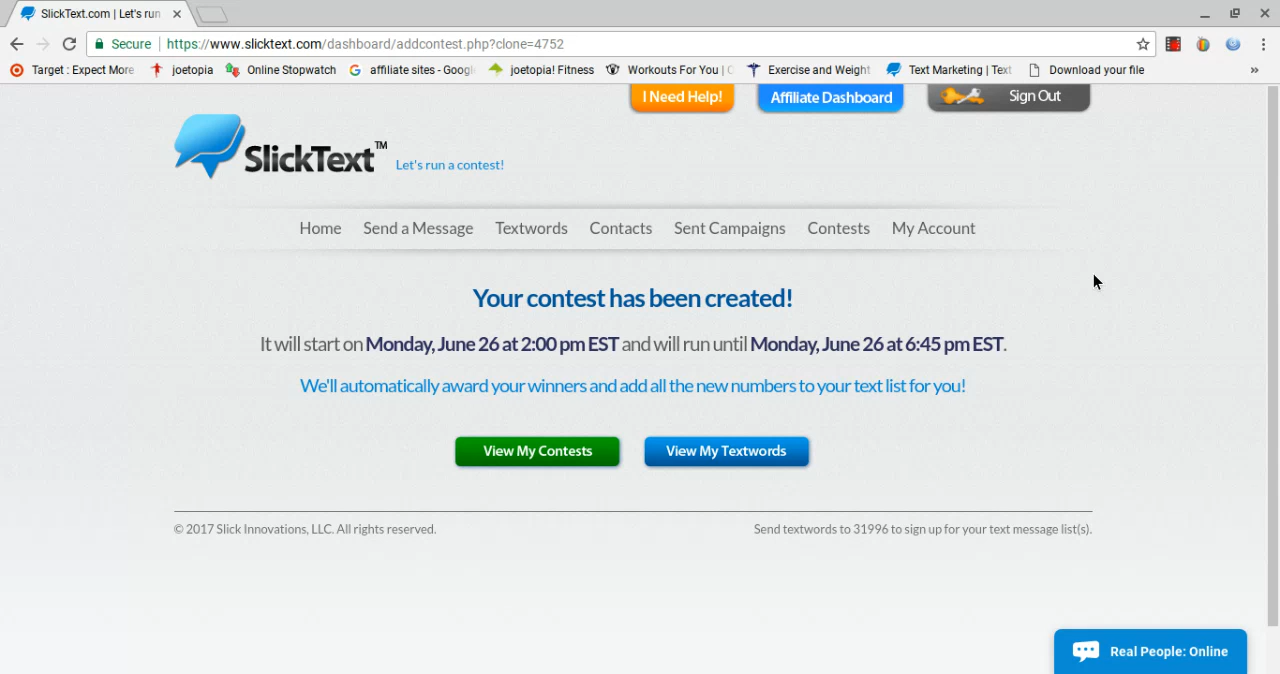 SlickText.com | Let's run
Secure https://www.slicktext.com/dashboard/addcontest.php?clone=4752
Target : Expect More joetopia Online Stopwatch affiliate sites - Goog joetopia! Fitness Workouts For You | Exercise and Weight Text Marketing | Text Download your file »
I Need Help! Affiliate Dashboard Sign Out
SlickText™ Let's run a contest!
Home Send a Message Textwords Contacts Sent Campaigns Contests My Account
Your contest has been created!
It will start on Monday, June 26 at 2:00 pm EST and will run until Monday, June 26 at 6:45 pm EST.
We'll automatically award your winners and add all the new numbers to your text list for you!
View My Contests View My Textwords
© 2017 Slick Innovations, LLC. All rights reserved. Send textwords to 31996 to sign up for your text message list(s).
Real People: Online